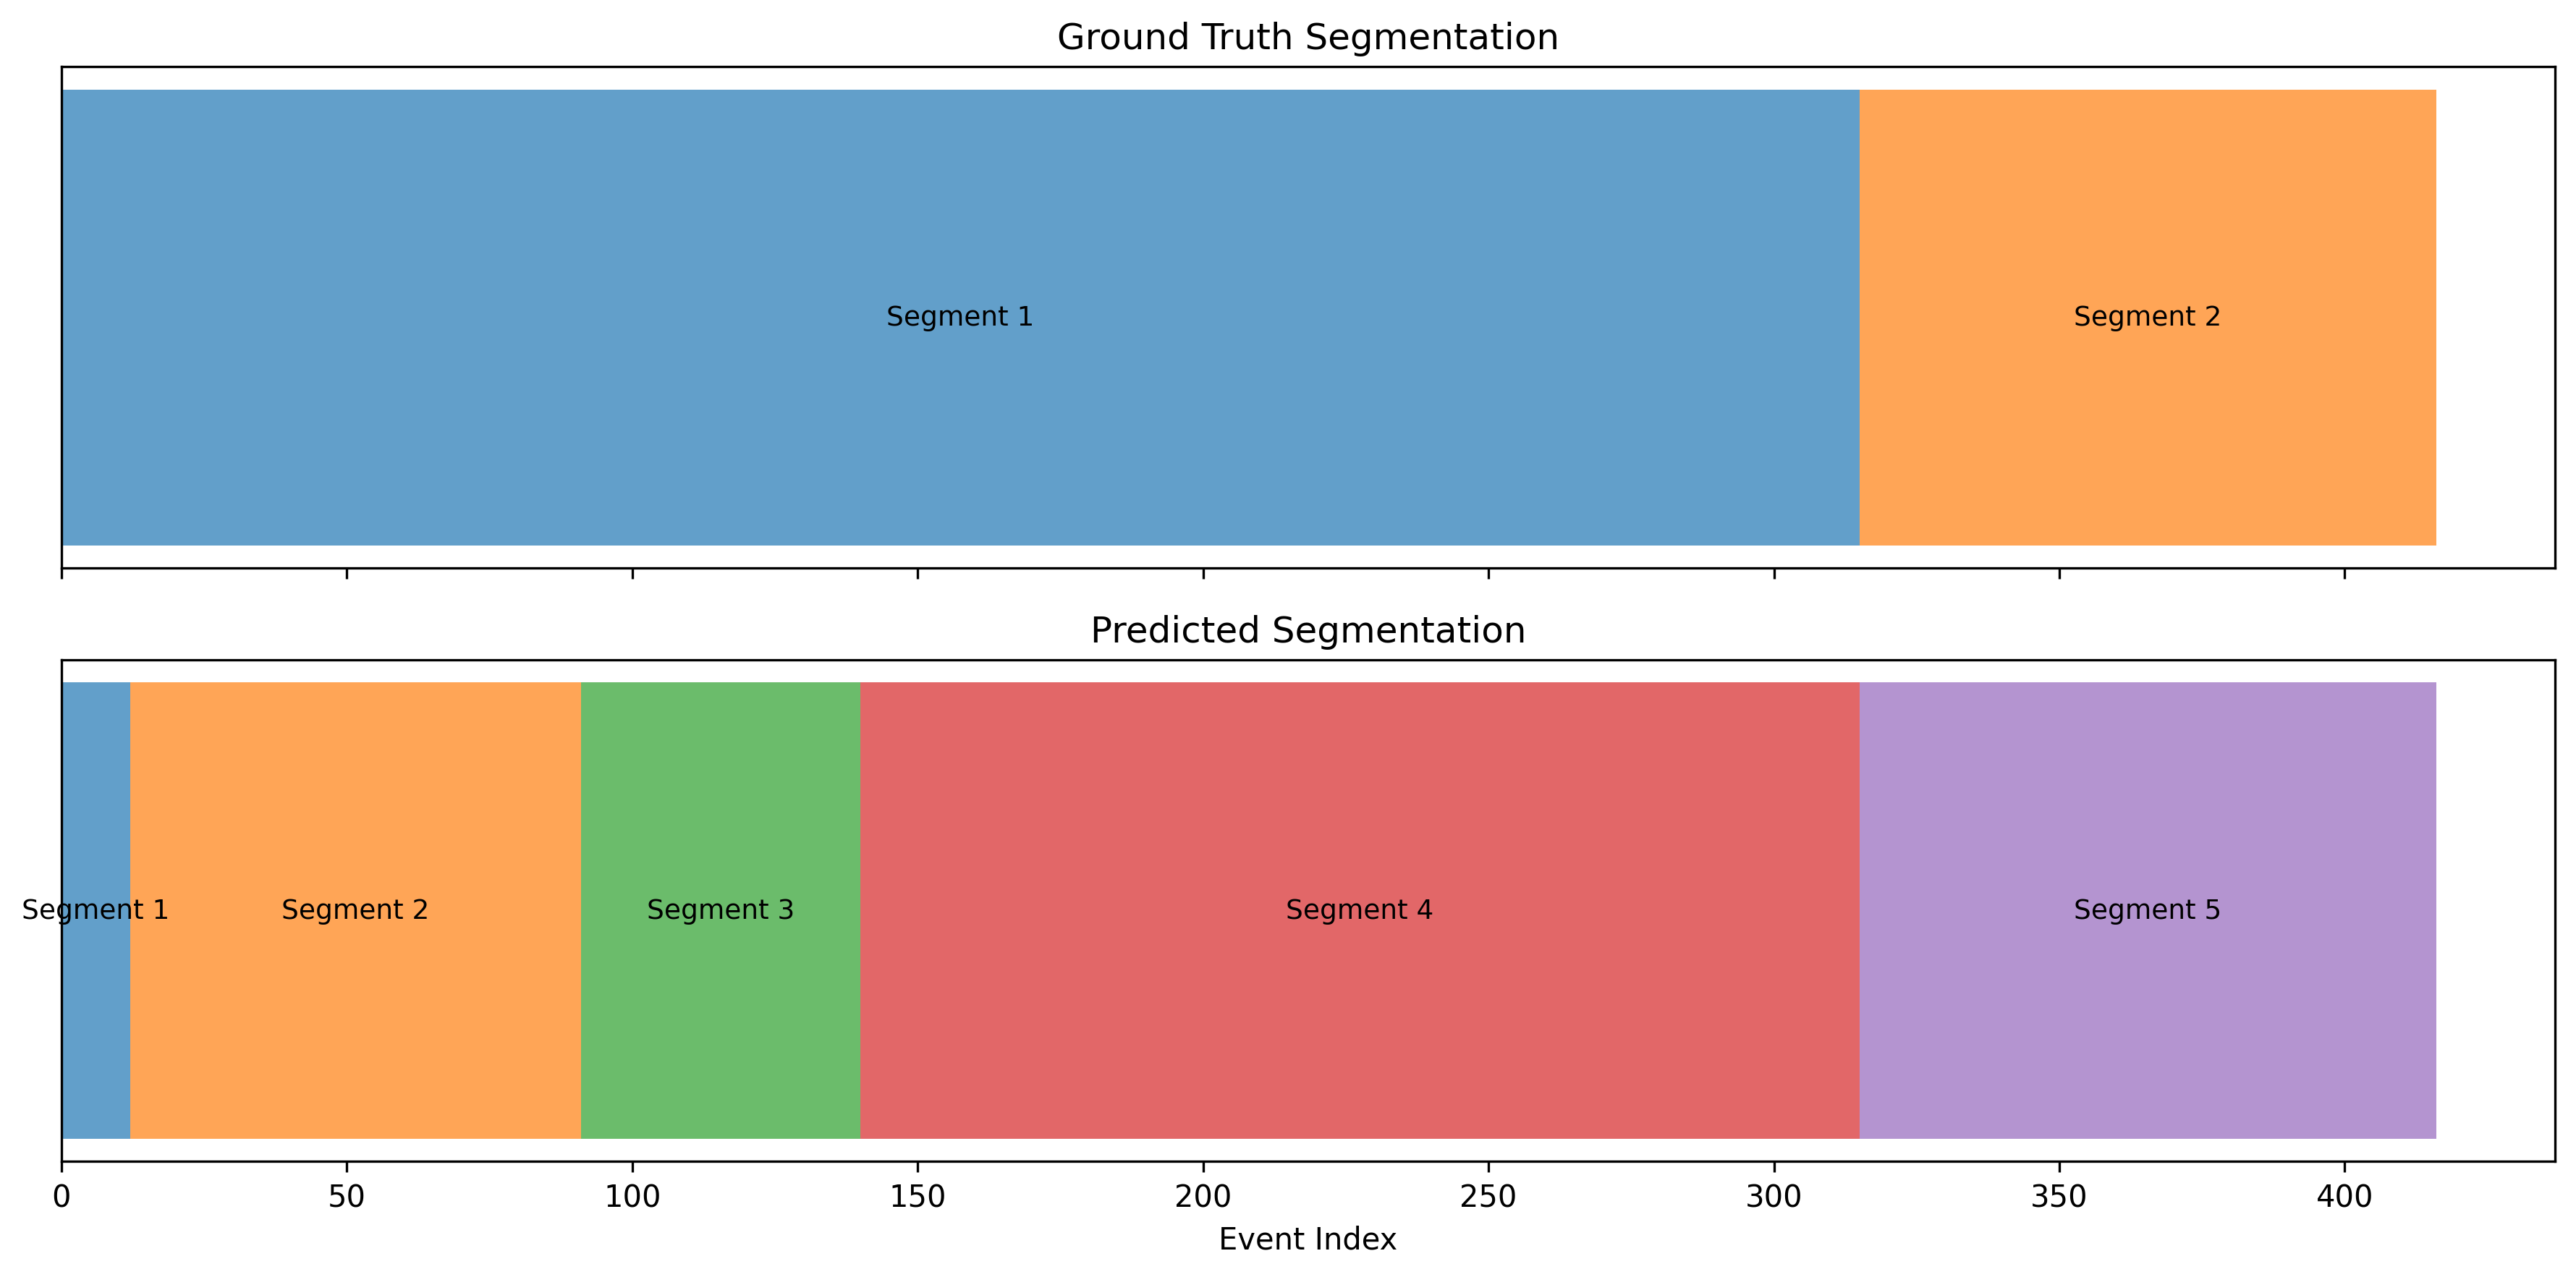 Ground Truth Segmentation
Segment 1 Segment 2
Predicted Segmentation
Segment 1 Segment 2 Segment 3 Segment 4 Segment 5
0 50 100 150 200 250 300 350 400
Event Index